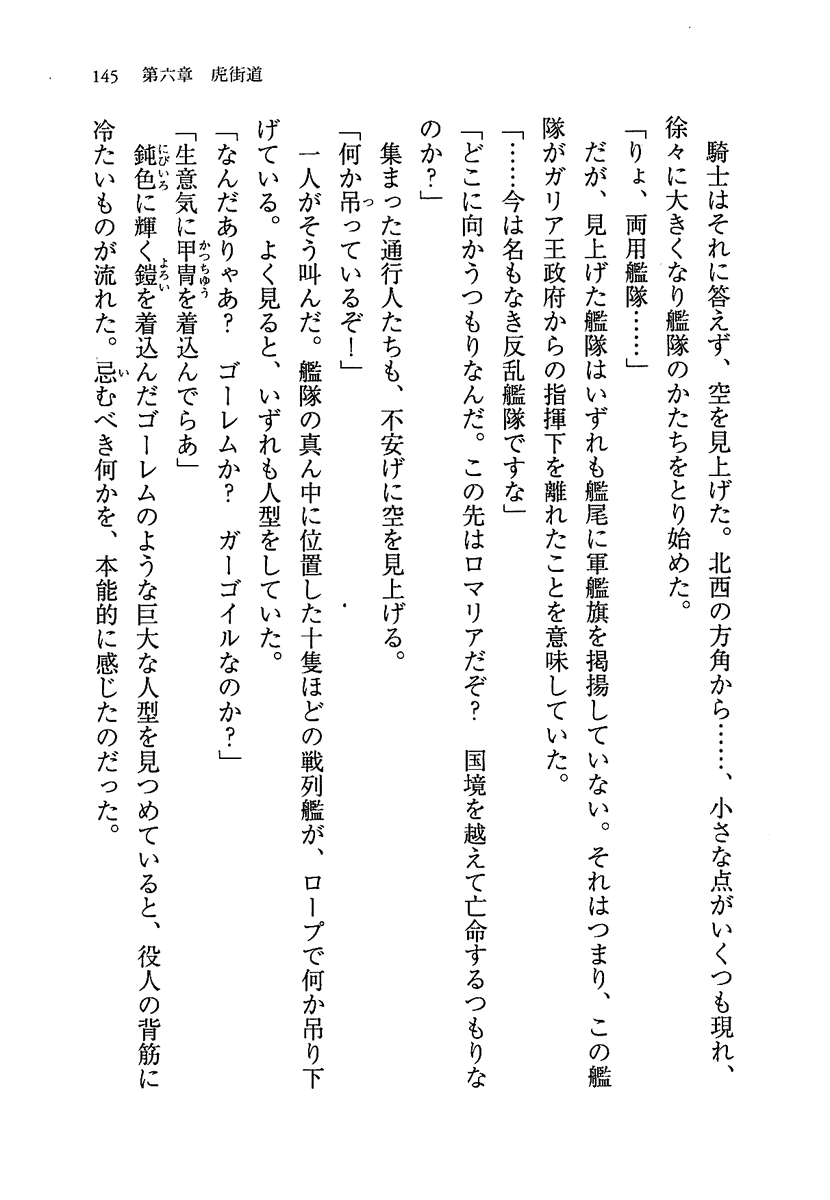 145　第六章　虎街道
騎士はそれに答えず、空を見上げた。北西の方角から……、小さな点がいくつも現れ、
徐々に大きくなり艦隊のかたちをとり始めた。
「りょ、両用艦隊……」
だが、見上げた艦隊はいずれも艦尾に軍艦旗を掲揚していない。それはつまり、この艦
隊がガリア王政府からの指揮下を離れたことを意味していた。
「……今は名もなき反乱艦隊ですな」
「どこに向かうつもりなんだ。この先はロマリアだぞ？　国境を越えて亡命するつもりな
のか？」
集まった通行人たちも、不安げに空を見上げる。
「何か吊っているぞ！」
一人がそう叫んだ。艦隊の真ん中に位置した十隻ほどの戦列艦が、ロープで何か吊り下
げている。よく見ると、いずれも人型をしていた。
「なんだありゃあ？　ゴーレムか？　ガーゴイルなのか？」
「生意気に甲冑を着込んでらあ」
鈍色に輝く鎧を着込んだゴーレムのような巨大な人型を見つめていると、役人の背筋に
冷たいものが流れた。忌むべき何かを、本能的に感じたのだった。